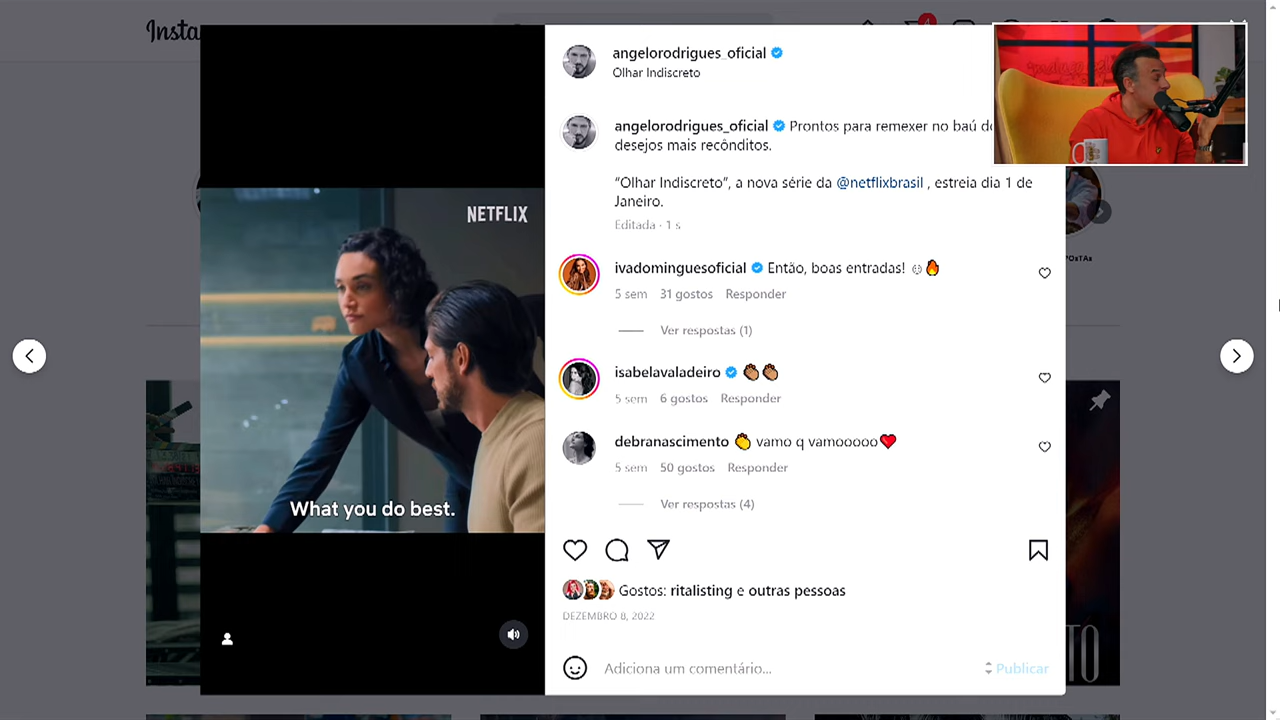 Insta
4
angelorodrigues_oficial
Olhar Indiscreto
angelorodrigues_oficial Prontos para remexer no baú do
desejos mais recônditos.
“Olhar Indiscreto”, a nova série da @netflixbrasil , estreia dia 1 de
Janeiro.
Editada · 1 s
NETFLIX
ivadominguesoficial Então, boas entradas!
5 sem 31 gostos Responder
Ver respostas (1)
isabelavaladeiro
5 sem 6 gostos Responder
debranascimento vamo q vamooooo
5 sem 50 gostos Responder
Ver respostas (4)
What you do best.
Gostos: ritalisting e outras pessoas
DEZEMBRO 8, 2022
Adiciona um comentário...
Publicar
TO